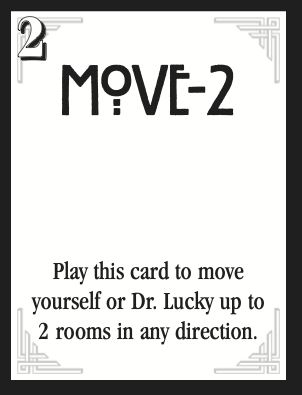 2
MOVE-2
Play this card to move
yourself or Dr. Lucky up to
2 rooms in any direction.